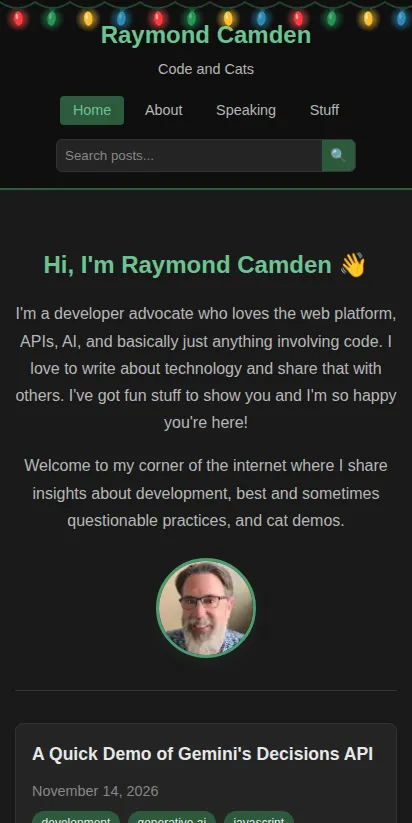 Raymond Camden
Code and Cats
Home About Speaking Stuff
Search posts...
Hi, I'm Raymond Camden 👋
I'm a developer advocate who loves the web platform,
APIs, AI, and basically just anything involving code. I
love to write about technology and share that with
others. I've got fun stuff to show you and I'm so happy
you're here!
Welcome to my corner of the internet where I share
insights about development, best and sometimes
questionable practices, and cat demos.
A Quick Demo of Gemini's Decisions API
November 14, 2026
development generative ai javascript